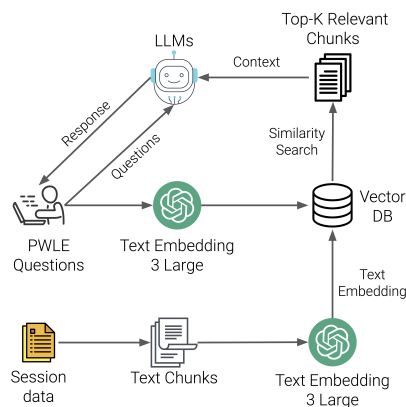 Top-K Relevant
Chunks
LLMs
Context
Response
Questions
Similarity
Search
PWLE
Questions
Text Embedding
3 Large
Vector
DB
Text
Embedding
Session
data
Text Chunks
Text Embedding
3 Large